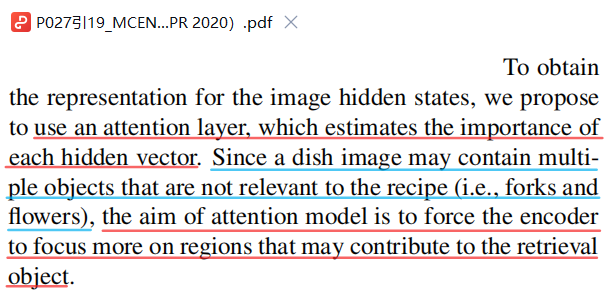 P027引19_MCEN...PR 2020）.pdf
To obtain
the representation for the image hidden states, we propose
to use an attention layer, which estimates the importance of
each hidden vector. Since a dish image may contain multi-
ple objects that are not relevant to the recipe (i.e., forks and
flowers), the aim of attention model is to force the encoder
to focus more on regions that may contribute to the retrieval
object.